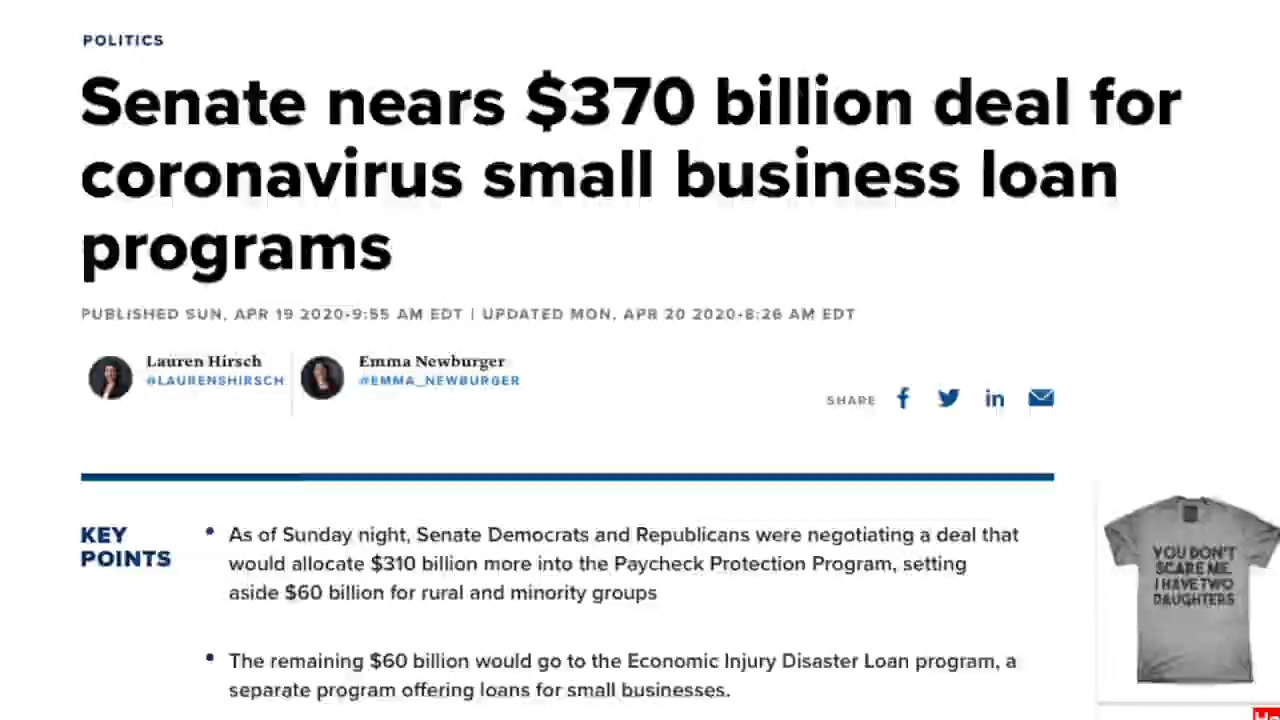 POLITICS
Senate nears $370 billion deal for
coronavirus small business loan
programs
PUBLISHED SUN, APR 19 2020•9:55 AM EDT | UPDATED MON, APR 20 2020•8:26 AM EDT
Lauren Hirsch
@LAURENSHIRSCH
Emma Newburger
@EMMA_NEWBURGER
SHARE
KEY
POINTS
• As of Sunday night, Senate Democrats and Republicans were negotiating a deal that
would allocate $310 billion more into the Paycheck Protection Program, setting
aside $60 billion for rural and minority groups
• The remaining $60 billion would go to the Economic Injury Disaster Loan program, a
separate program offering loans for small businesses.
YOU DON'T
SCARE ME.
I HAVE TWO
DAUGHTERS